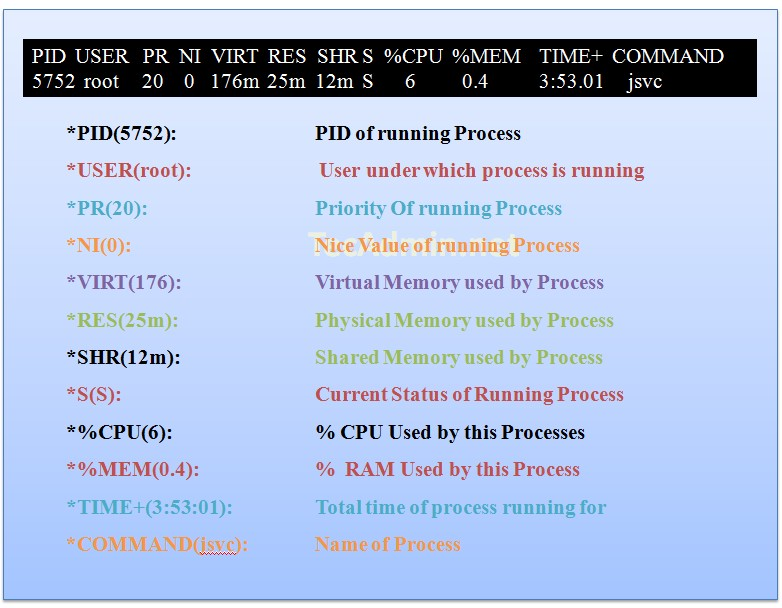 PID USER PR NI VIRT RES SHR S %CPU %MEM TIME+ COMMAND
5752 root 20 0 176m 25m 12m S 6 0.4 3:53.01 jsvc
*PID(5752): PID of running Process
*USER(root): User under which process is running
*PR(20): Priority Of running Process
*NI(0): Nice Value of running Process
TecAdmin.net
*VIRT(176): Virtual Memory used by Process
*RES(25m): Physical Memory used by Process
*SHR(12m): Shared Memory used by Process
*S(S): Current Status of Running Process
*%CPU(6): % CPU Used by this Processes
*%MEM(0.4): % RAM Used by this Process
*TIME+(3:53:01): Total time of process running for
*COMMAND(jsvc): Name of Process